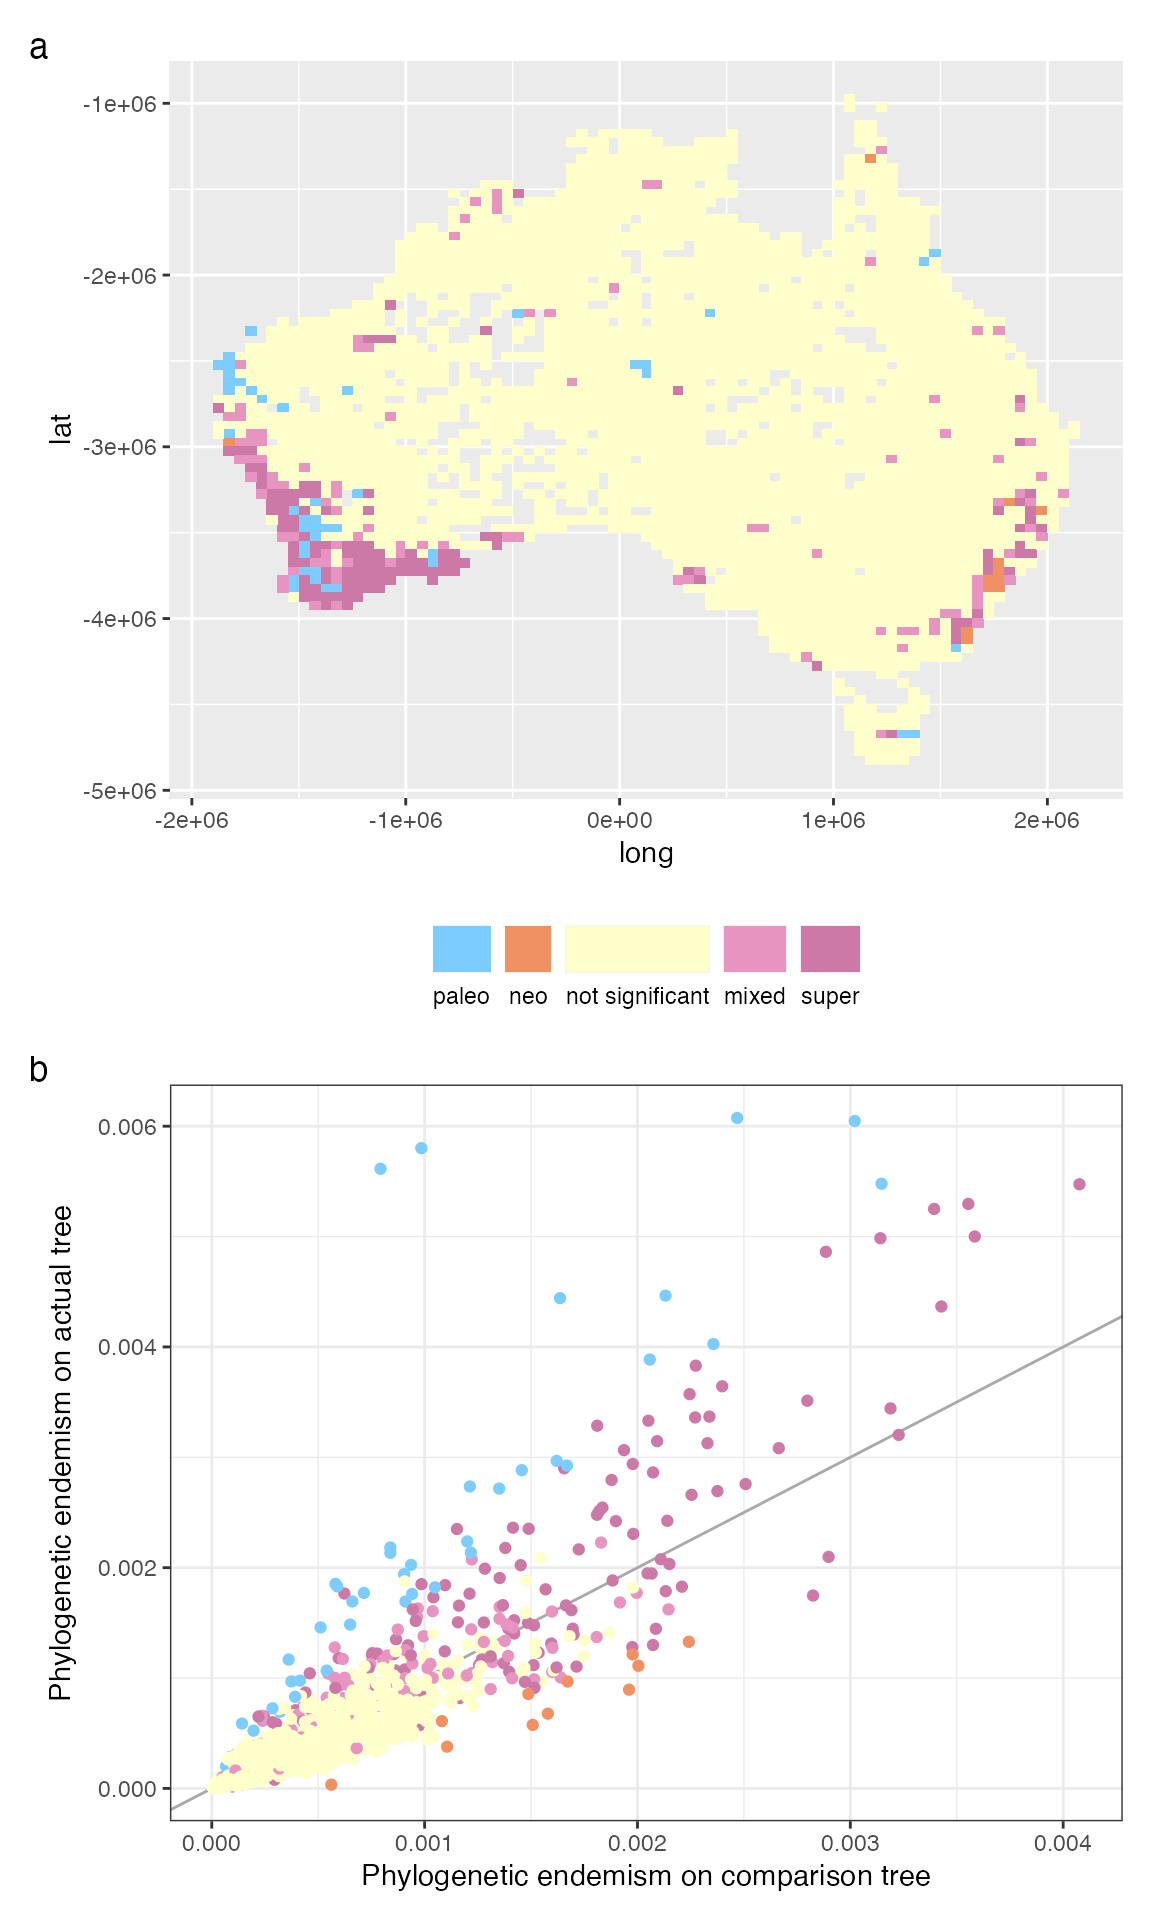 a
lat
-1e+06
-2e+06
-3e+06
-4e+06
-5e+06
-2e+06 -1e+06 0e+00 1e+06 2e+06
long
paleo neo not significant mixed super
b
Phylogenetic endemism on actual tree
0.006
0.004
0.002
0.000
0.000 0.001 0.002 0.003 0.004
Phylogenetic endemism on comparison tree